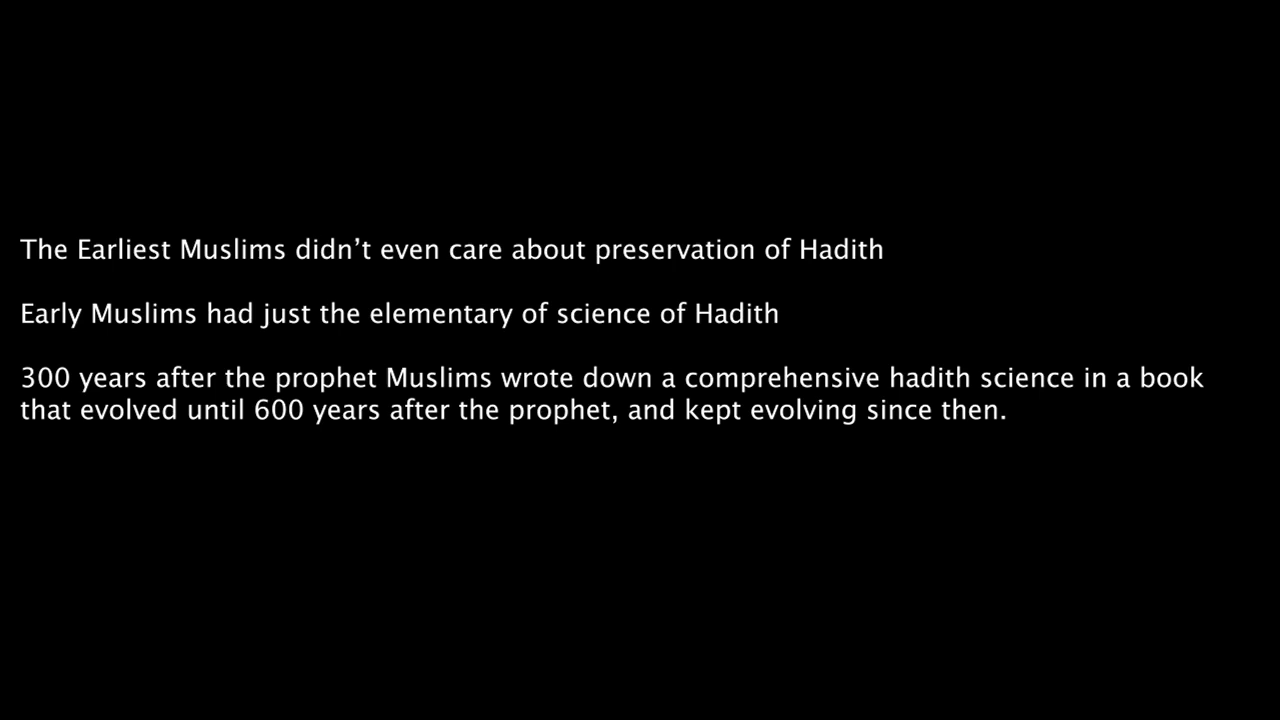 The Earliest Muslims didn’t even care about preservation of Hadith
Early Muslims had just the elementary of science of Hadith
300 years after the prophet Muslims wrote down a comprehensive hadith science in a book
that evolved until 600 years after the prophet, and kept evolving since then.